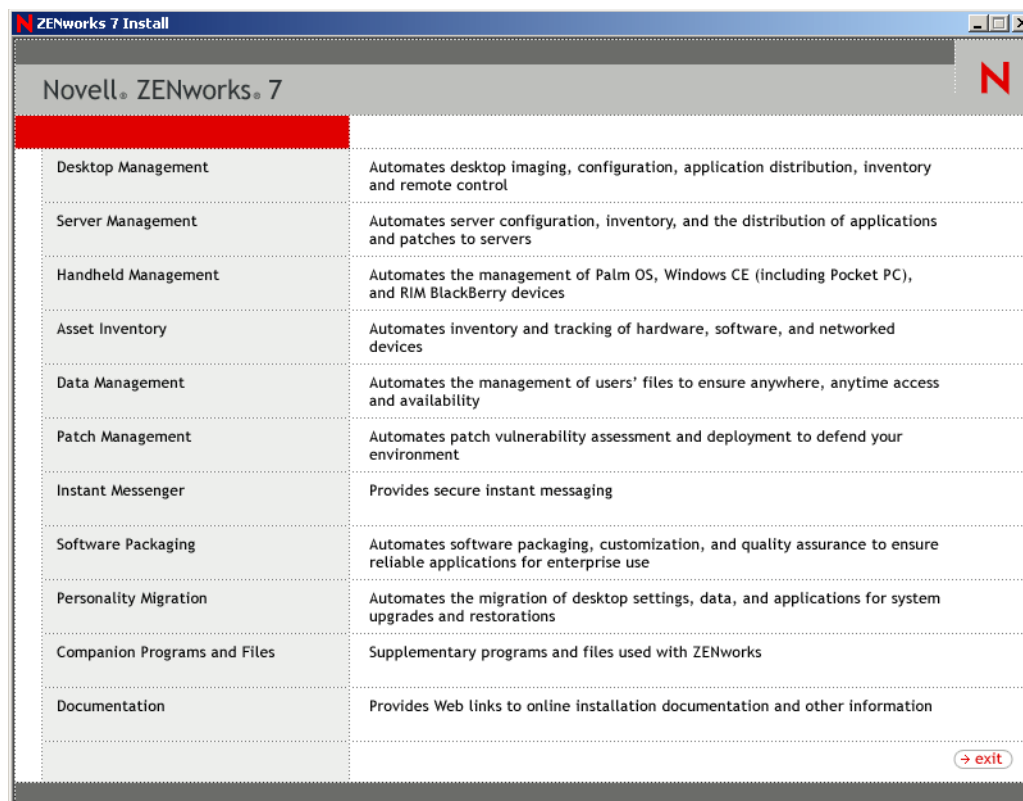 ZENworks 7 Install
Novell® ZENworks® 7
N
Desktop Management
Automates desktop imaging, configuration, application distribution, inventory
and remote control
Server Management
Automates server configuration, inventory, and the distribution of applications
and patches to servers
Handheld Management
Automates the management of Palm OS, Windows CE (including Pocket PC),
and RIM BlackBerry devices
Asset Inventory
Automates inventory and tracking of hardware, software, and networked
devices
Data Management
Automates the management of users’ files to ensure anywhere, anytime access
and availability
Patch Management
Automates patch vulnerability assessment and deployment to defend your
environment
Instant Messenger
Provides secure instant messaging
Software Packaging
Automates software packaging, customization, and quality assurance to ensure
reliable applications for enterprise use
Personality Migration
Automates the migration of desktop settings, data, and applications for system
upgrades and restorations
Companion Programs and Files
Supplementary programs and files used with ZENworks
Documentation
Provides Web links to online installation documentation and other information
exit